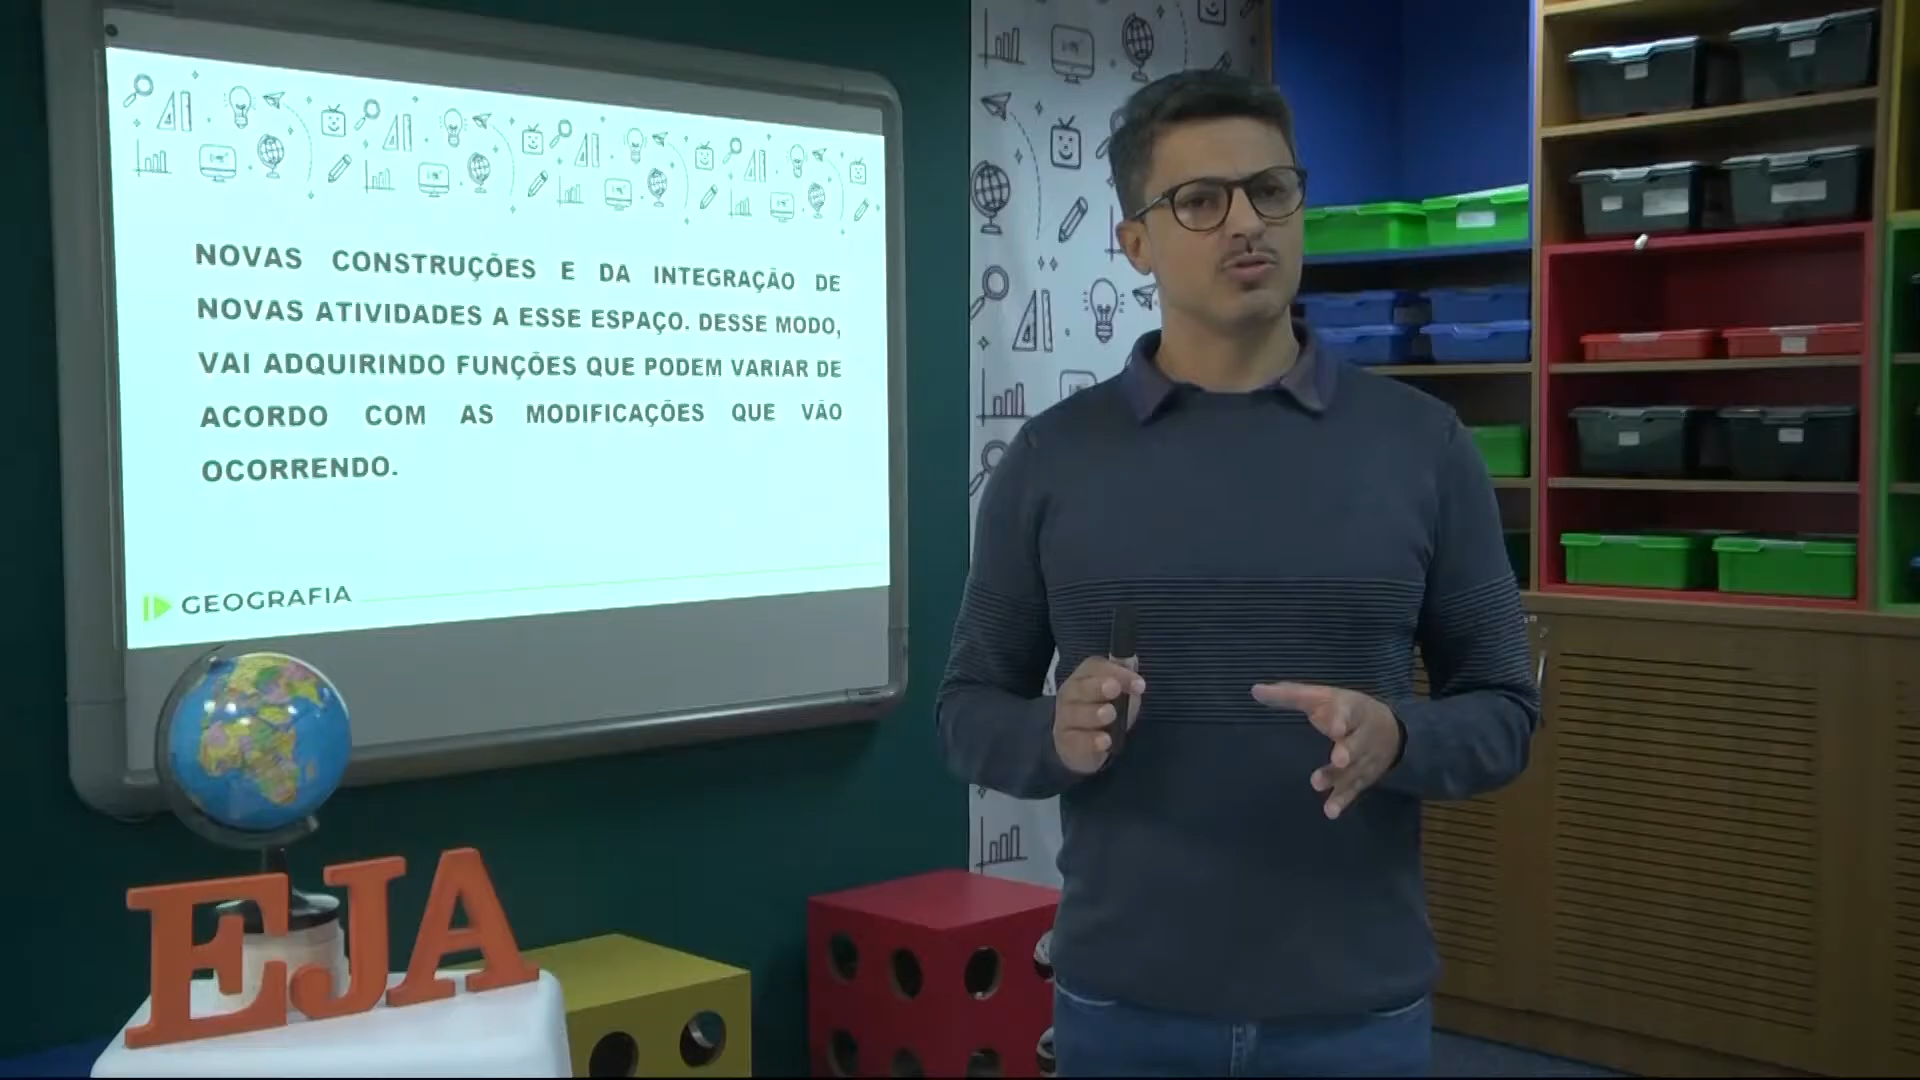 NOVAS CONSTRUÇÕES E DA INTEGRAÇÃO DE
NOVAS ATIVIDADES A ESSE ESPAÇO. DESSE MODO,
VAI ADQUIRINDO FUNÇÕES QUE PODEM VARIAR DE
ACORDO COM AS MODIFICAÇÕES QUE VÃO
OCORRENDO.
GEOGRAFIA
EJA